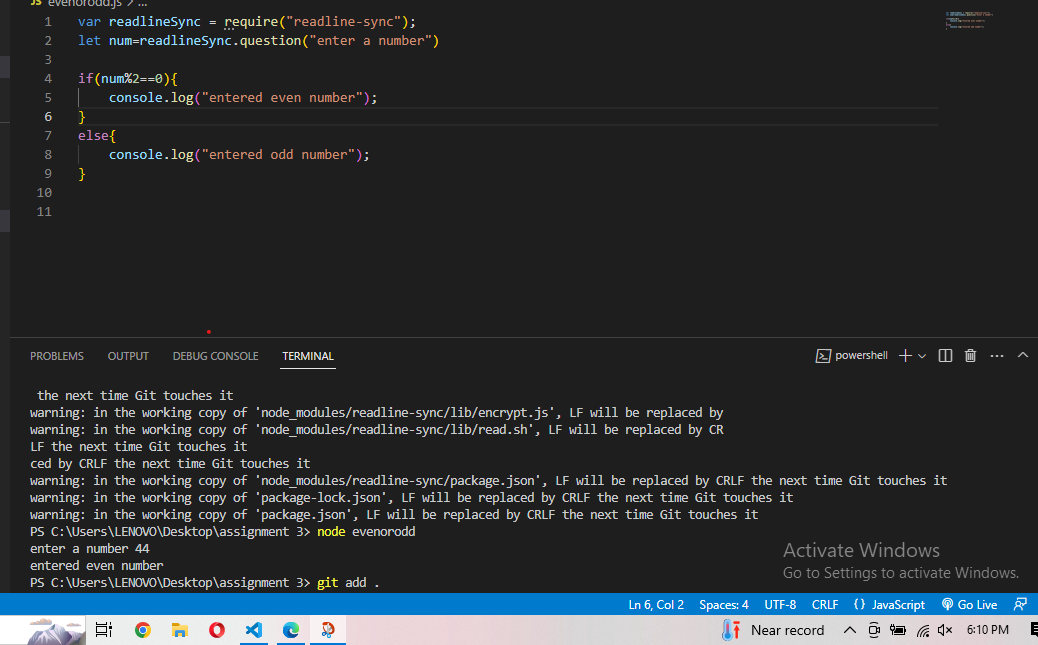 JS evenorodd.js > ...
1 var readlineSync = require("readline-sync");
2 let num=readlineSync.question("enter a number")
3
4 if(num%2==0){
5     console.log("entered even number");
6 }
7 else{
8     console.log("entered odd number");
9 }
10
11
PROBLEMS OUTPUT DEBUG CONSOLE TERMINAL powershell
 the next time Git touches it
warning: in the working copy of 'node_modules/readline-sync/lib/encrypt.js', LF will be replaced by
warning: in the working copy of 'node_modules/readline-sync/lib/read.sh', LF will be replaced by CR
LF the next time Git touches it
ced by CRLF the next time Git touches it
warning: in the working copy of 'node_modules/readline-sync/package.json', LF will be replaced by CRLF the next time Git touches it
warning: in the working copy of 'package-lock.json', LF will be replaced by CRLF the next time Git touches it
warning: in the working copy of 'package.json', LF will be replaced by CRLF the next time Git touches it
PS C:\Users\LENOVO\Desktop\assignment 3> node evenorodd
enter a number 44
entered even number
PS C:\Users\LENOVO\Desktop\assignment 3> git add .
Activate Windows
Go to Settings to activate Windows.
Ln 6, Col 2 Spaces: 4 UTF-8 CRLF {} JavaScript Go Live
Near record 6:10 PM